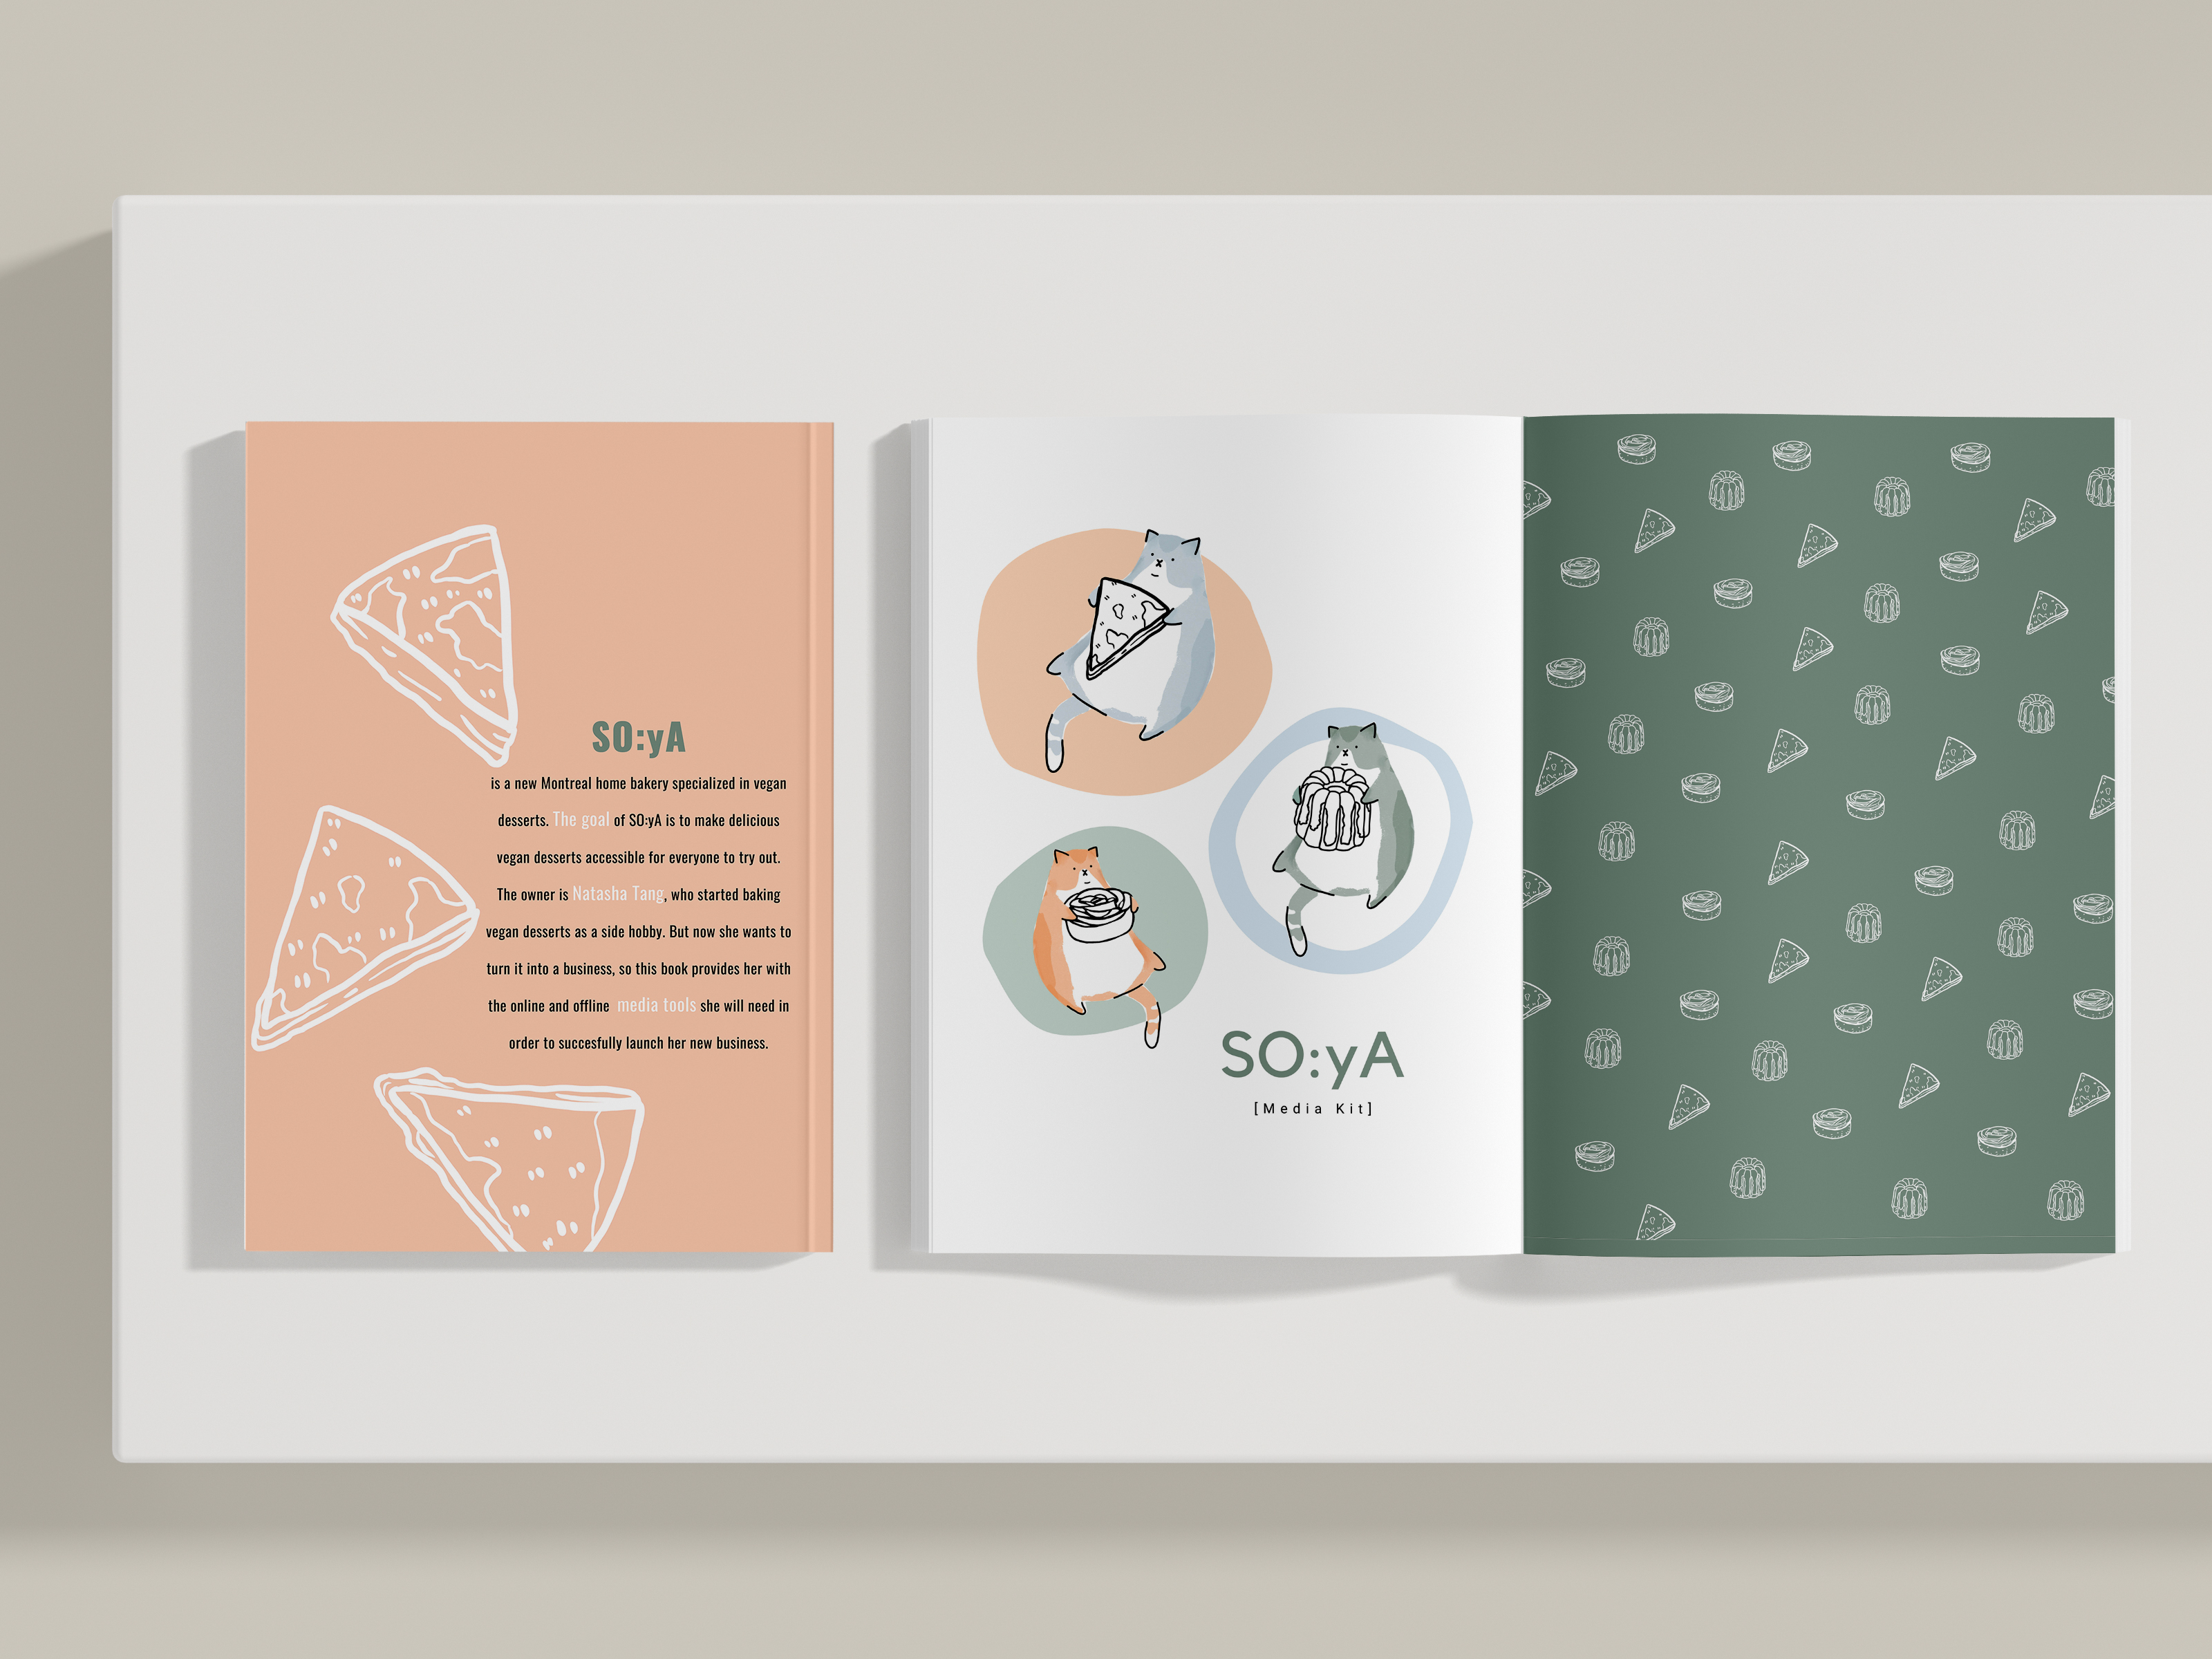 SO:yA
is a new Montreal home bakery specialized in vegan
desserts. The goal of SO:yA is to make delicious
vegan desserts accessible for everyone to try out.
The owner is Natasha Tang, who started baking
vegan desserts as a side hobby. But now she wants to
turn it into a business, so this book provides her with
the online and offline media tools she will need in
order to succesfully launch her new business.
SO:yA
[Media Kit]